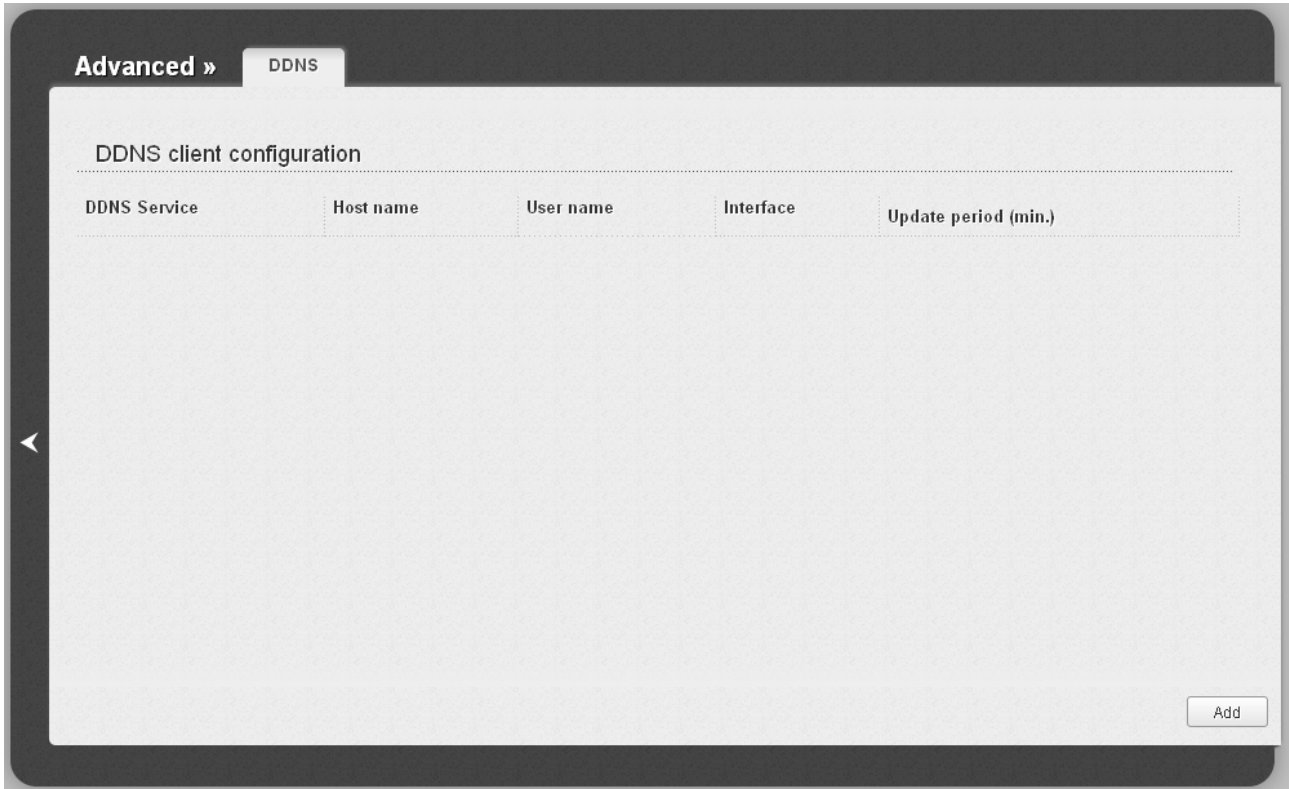 Advanced » DDNS
DDNS client configuration
DDNS Service Host name User name Interface Update period (min.)
Add